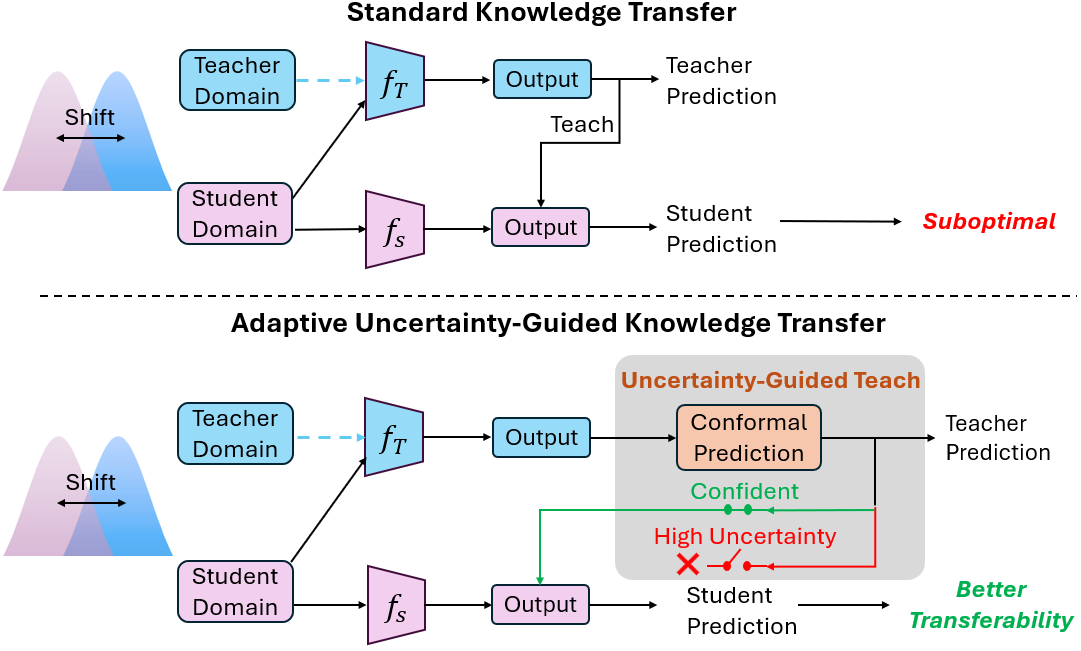 Standard Knowledge Transfer
Teacher
Domain
f_T
Output
Teacher
Prediction
Shift
Teach
Student
Domain
f_s
Output
Student
Prediction
Suboptimal
Adaptive Uncertainty-Guided Knowledge Transfer
Uncertainty-Guided Teach
Teacher
Domain
f_T
Output
Conformal
Prediction
Teacher
Prediction
Shift
Confident
High Uncertainty
Student
Domain
f_s
Output
Student
Prediction
Better
Transferability